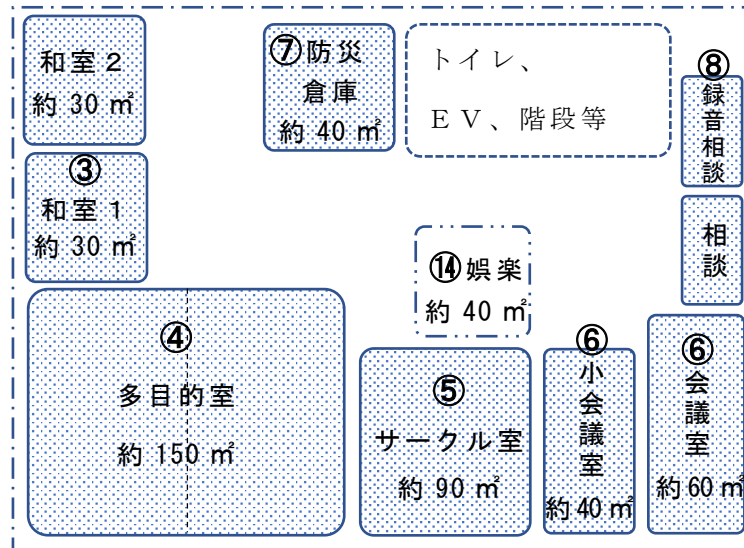 和室２
約 30 ㎡
⑦防災
倉庫
約 40 ㎡
トイレ、
ＥＶ、階段等
⑧
録音相談
③
和室１
約 30 ㎡
相談
⑭娯楽
約 40 ㎡
④
多目的室
約 150 ㎡
⑤
サークル室
約 90 ㎡
⑥
小会議室
約 40 ㎡
⑥
会議室
約 60 ㎡